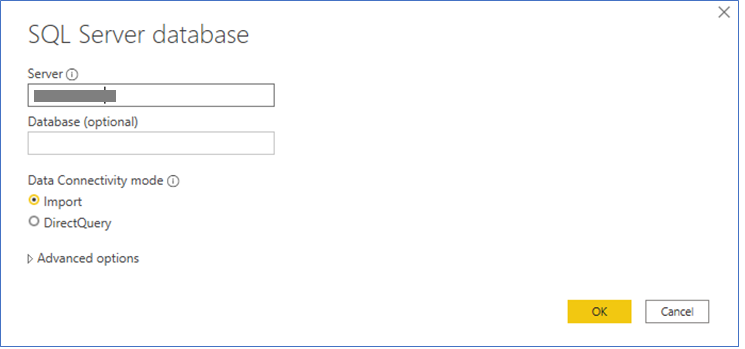 SQL Server database
Server
Database (optional)
Data Connectivity mode
Import
DirectQuery
Advanced options
OK
Cancel